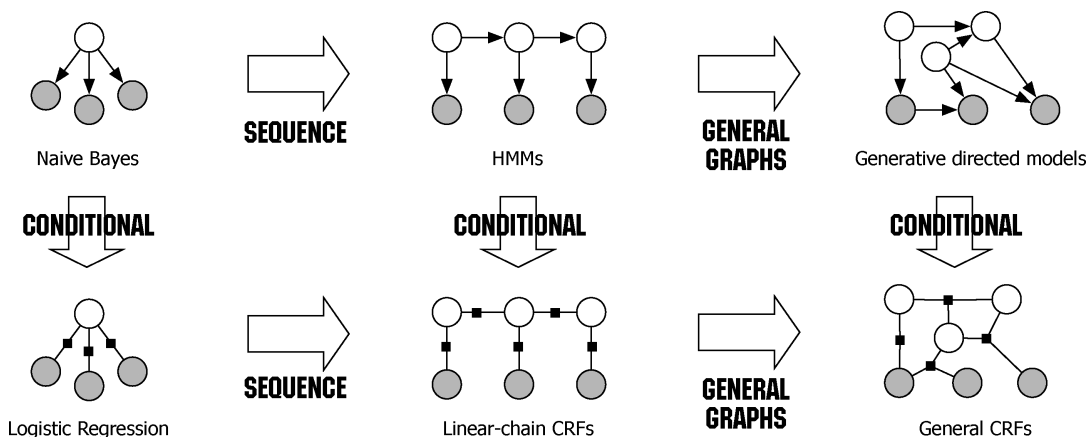 SEQUENCE
GENERAL
GRAPHS
Naive Bayes
HMMs
Generative directed models
CONDITIONAL
CONDITIONAL
CONDITIONAL
SEQUENCE
GENERAL
GRAPHS
Logistic Regression
Linear-chain CRFs
General CRFs